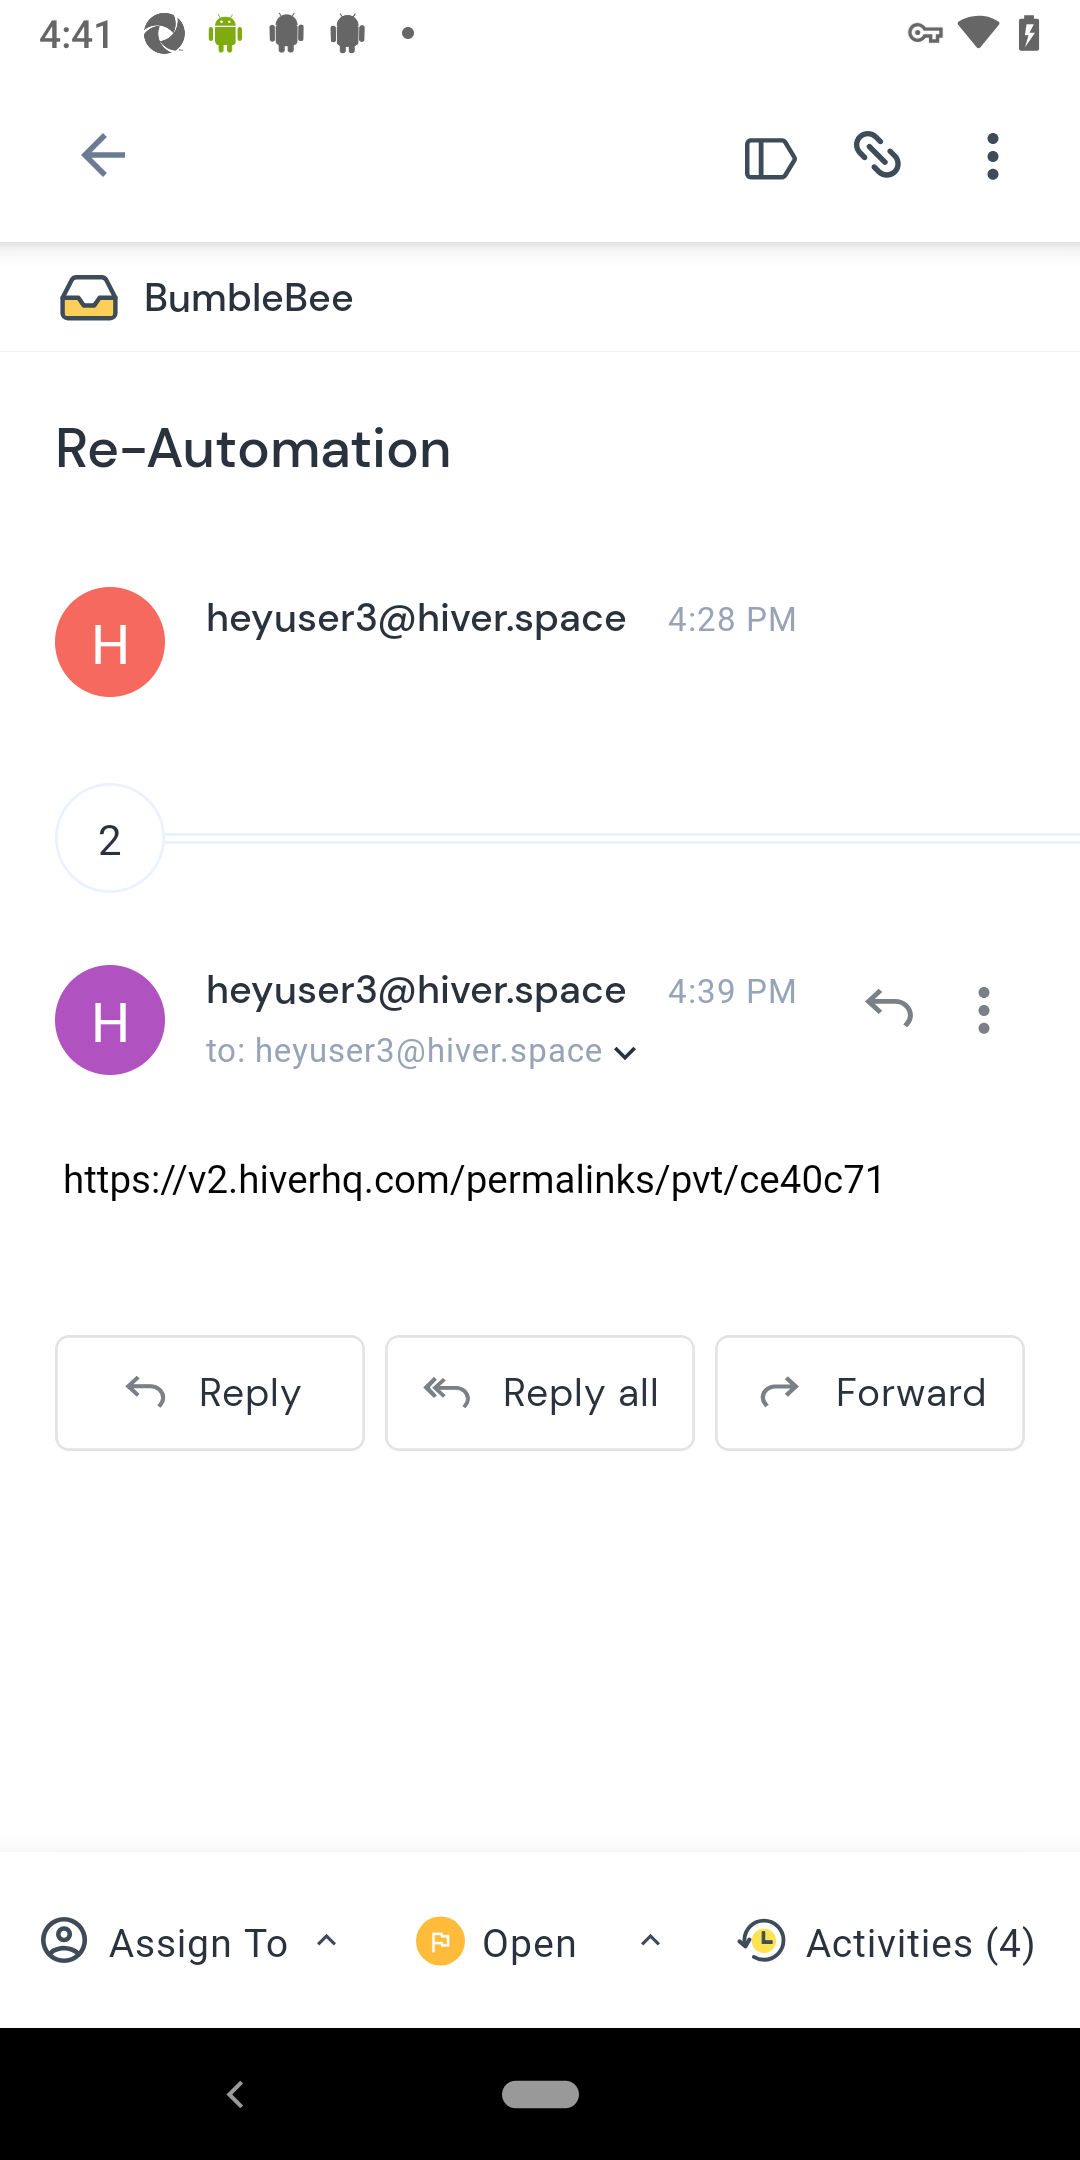 4:41
BumbleBee
Re-Automation
H
heyuser3@hiver.space 4:28 PM
2
H
heyuser3@hiver.space 4:39 PM
to: heyuser3@hiver.space
https://v2.hiverhq.com/permalinks/pvt/ce40c71
Reply Reply all Forward
Assign To Open Activities (4)